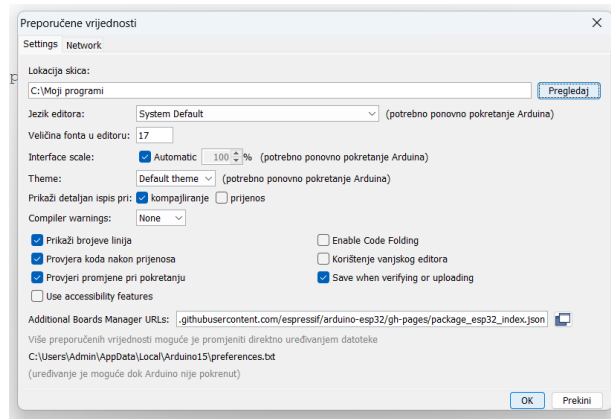 Preporučene vrijednosti
Settings Network
p
Lokacija skica:
C:\Moji programi Pregledaj
Jezik editora: System Default (potrebno ponovno pokretanje Arduina)
Veličina fonta u editoru: 17
Interface scale: Automatic 100 % (potrebno ponovno pokretanje Arduina)
Theme: Default theme (potrebno ponovno pokretanje Arduina)
Prikaži detaljan ispis pri: kompajliranje prijenos
Compiler warnings: None
Prikaži brojeve linija Enable Code Folding
Provjera koda nakon prijenosa Korištenje vanjskog editora
Provjeri promjene pri pokretanju Save when verifying or uploading
Use accessibility features
Additional Boards Manager URLs: .githubusercontent.com/espressif/arduino-esp32/gh-pages/package_esp32_index.json
Više preporučenih vrijednosti moguće je promjeniti direktno uređivanjem datoteke
C:\Users\Admin\AppData\Local\Arduino15\preferences.txt
(uređivanje je moguće dok Arduino nije pokrenut)
OK Prekini